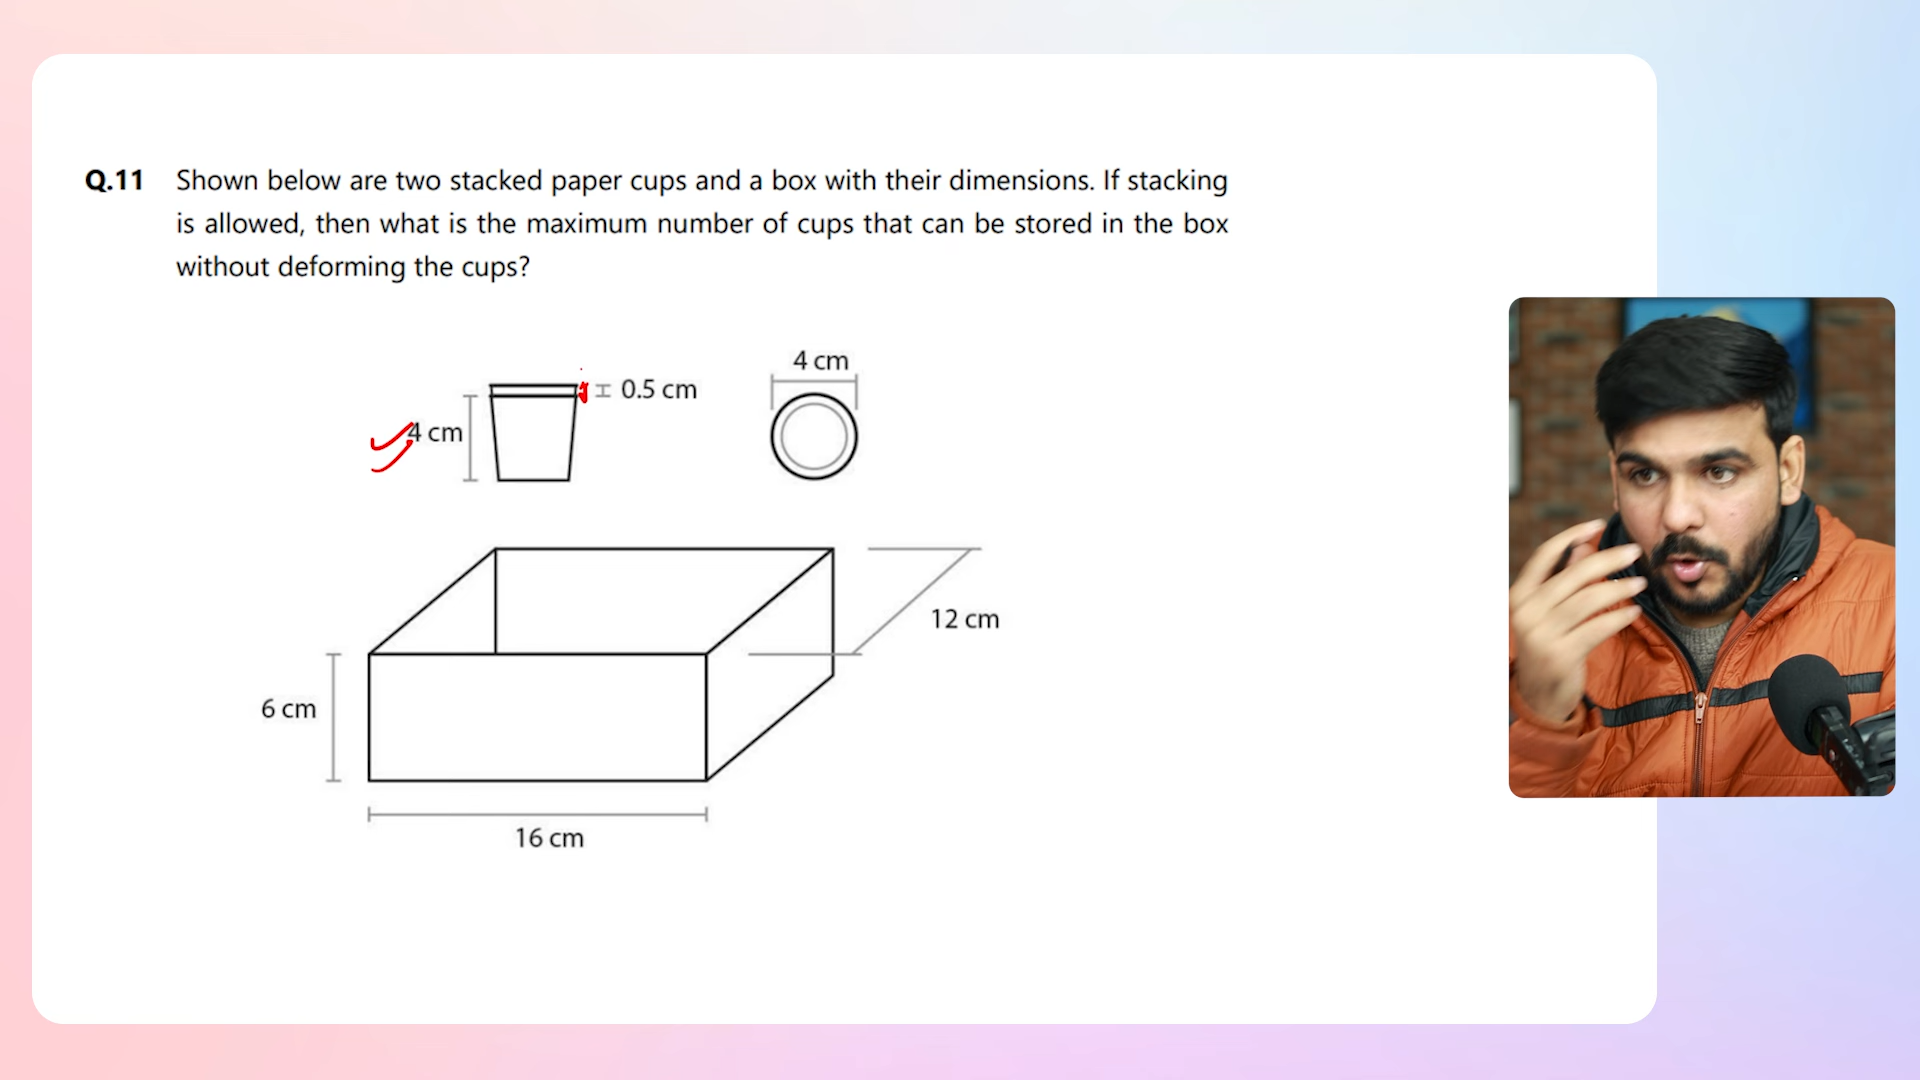 Q.11 Shown below are two stacked paper cups and a box with their dimensions. If stacking
is allowed, then what is the maximum number of cups that can be stored in the box
without deforming the cups?
4 cm
0.5 cm
4 cm
12 cm
6 cm
16 cm